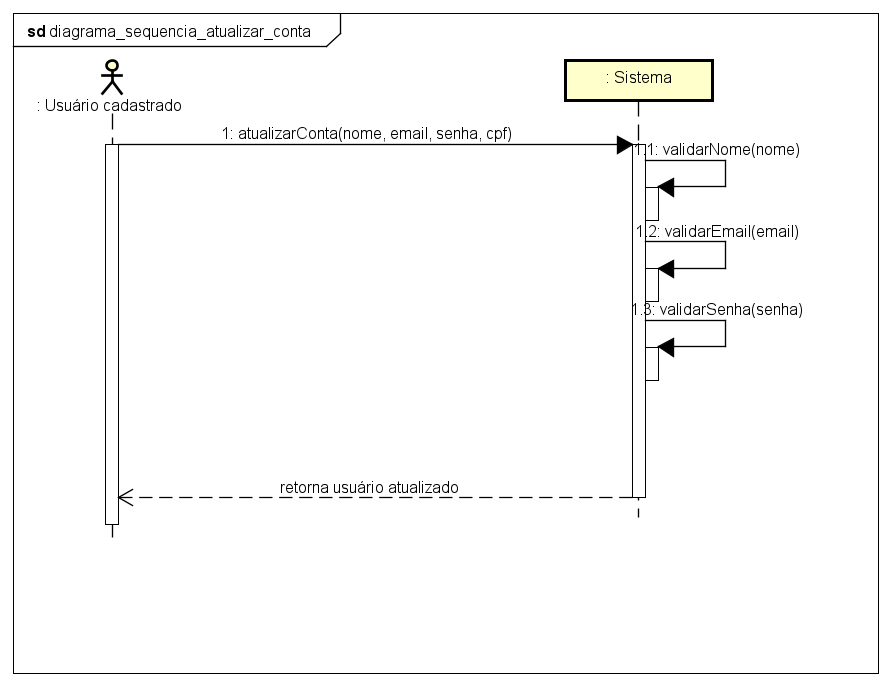 sd diagrama_sequencia_atualizar_conta
: Sistema
: Usuário cadastrado
1: atualizarConta(nome, email, senha, cpf)
1.1: validarNome(nome)
1.2: validarEmail(email)
1.3: validarSenha(senha)
retorna usuário atualizado